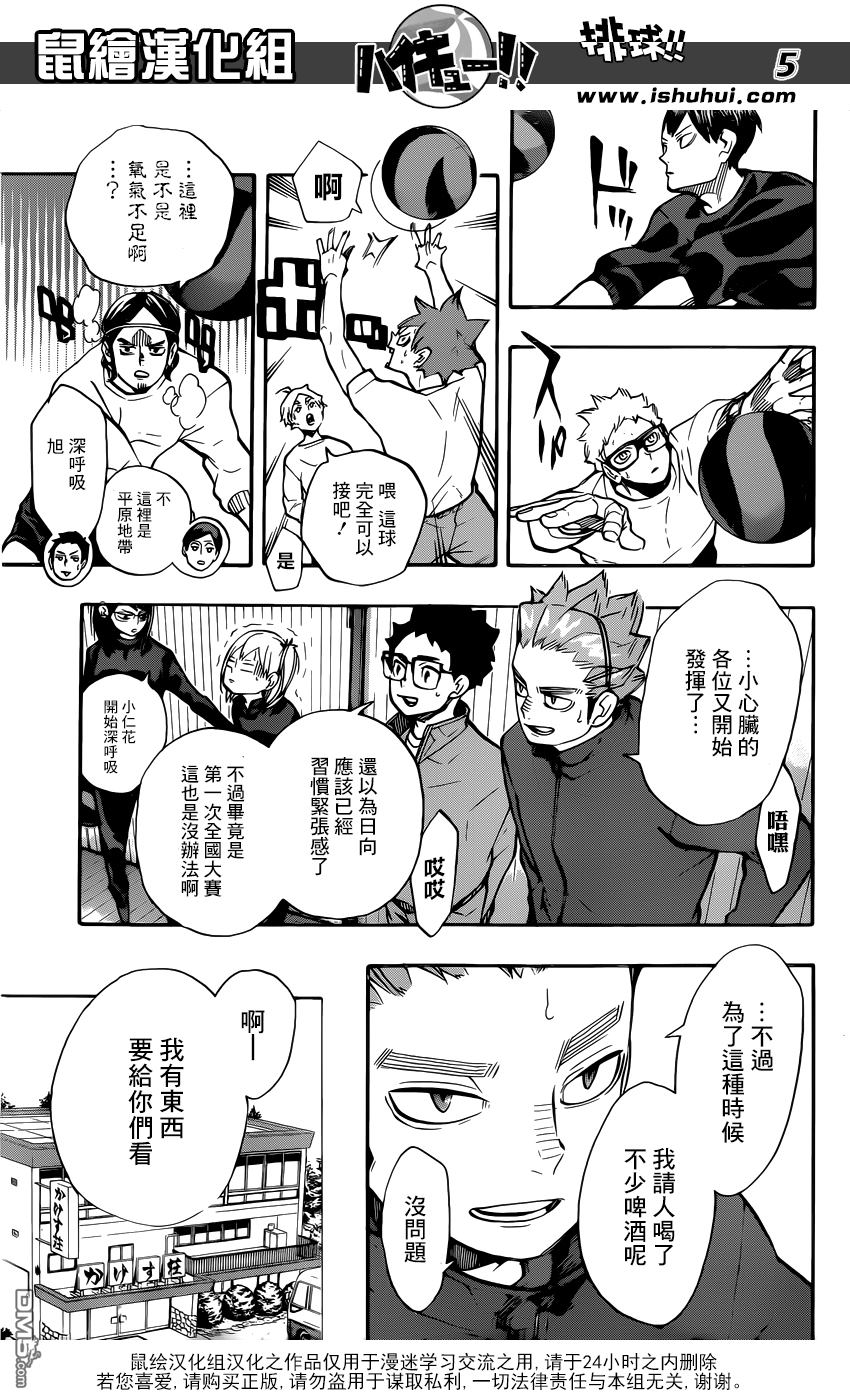 鼠繪漢化組
ハイキュー!!
排球!!
5
www.ishuhui.com
ド
啊
喂 這球
完全可以
接吧!
是
…這裡
是不是
氧氣不足啊
…?
深呼吸
旭
不
這裡是
平原地帶
…小心臟的
各位又開始
發揮了…
唔嘿
還以為日向
應該已經
習慣緊張感了
哎哎
不過畢竟是
第一次全國大賽
這也是沒辦法啊
小仁花
開始深呼吸
…不過
為了這種時候
我請人喝了
不少啤酒呢
沒問題
啊—
我有東西
要給你們看
かけす荘
かけす荘
DM5.com
鼠绘汉化组汉化之作品仅用于漫迷学习交流之用, 请于24小时之内删除
若您喜爱, 请购买正版, 请勿盗用于谋取私利, 一切法律责任与本组无关, 谢谢。